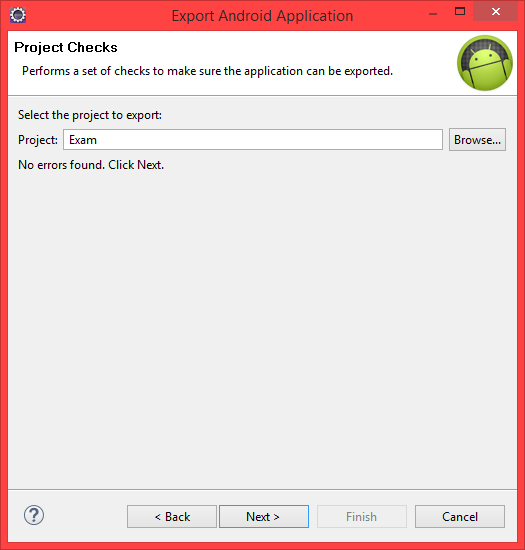 Export Android Application
Project Checks
Performs a set of checks to make sure the application can be exported.
Select the project to export:
Project: Exam Browse...
No errors found. Click Next.
? < Back Next > Finish Cancel